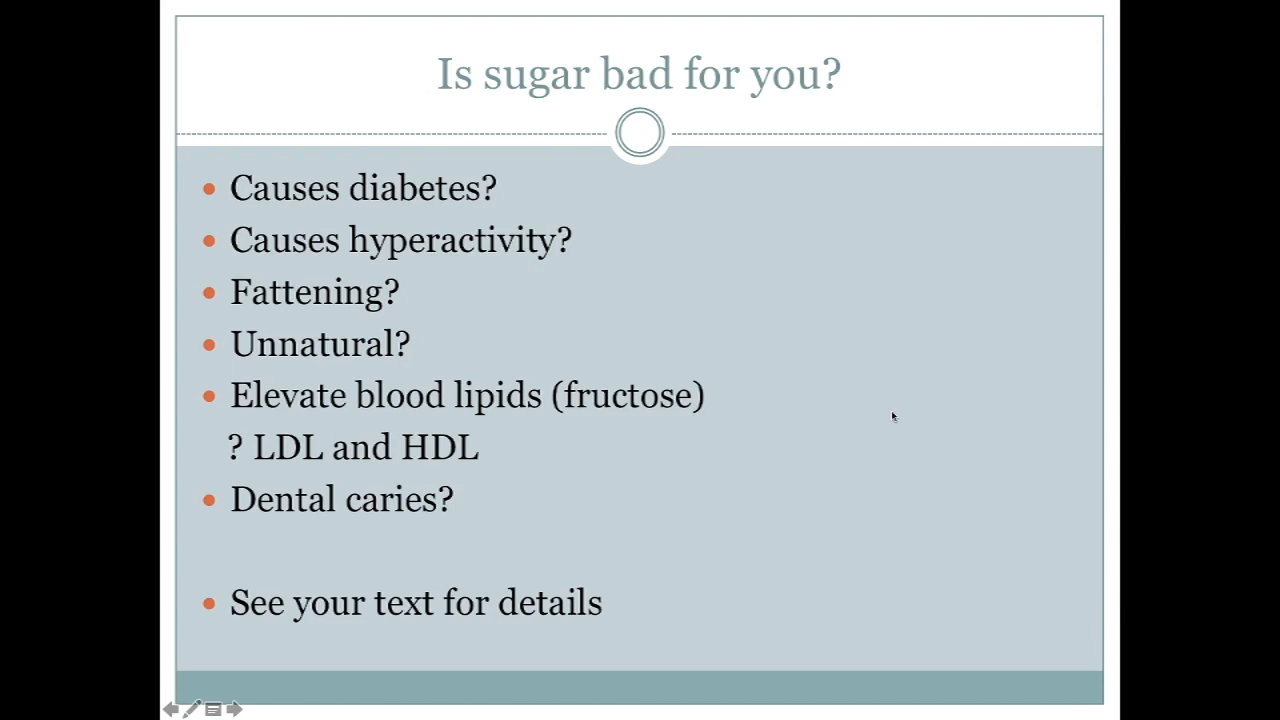 Is sugar bad for you?
• Causes diabetes?
• Causes hyperactivity?
• Fattening?
• Unnatural?
• Elevate blood lipids (fructose)
? LDL and HDL
• Dental caries?
• See your text for details